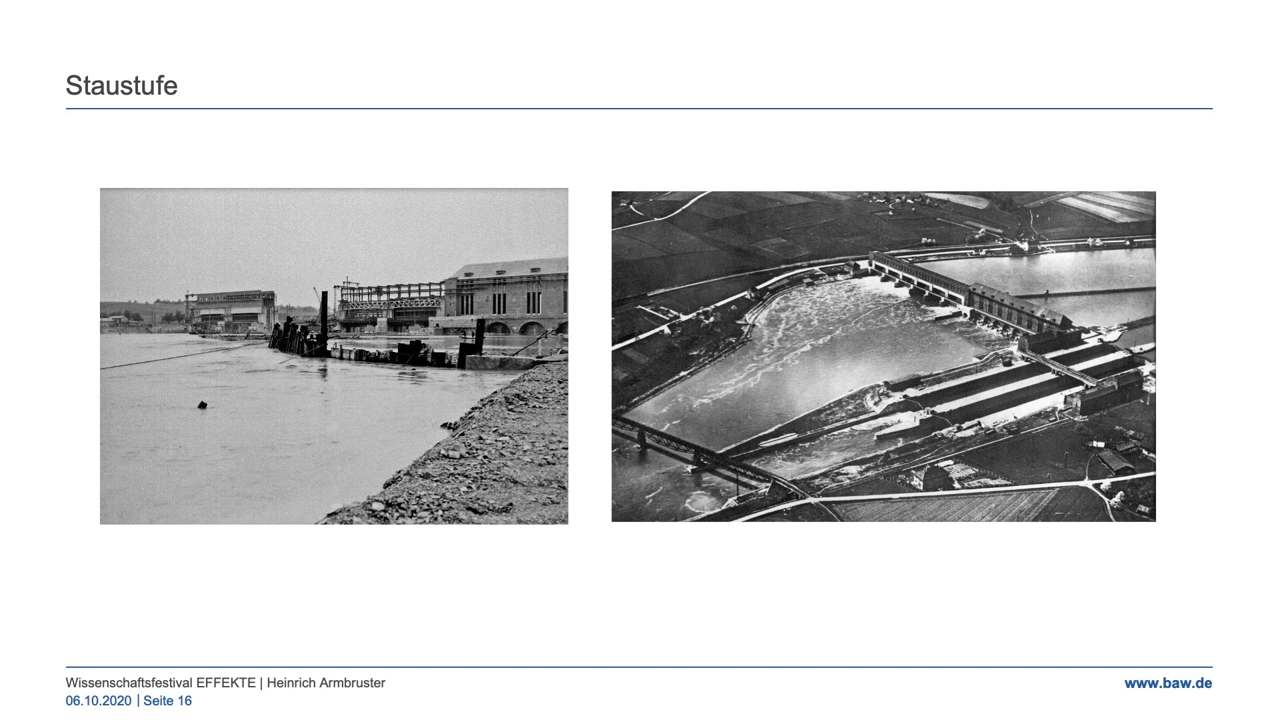 Staustufe
Wissenschaftsfestival EFFEKTE | Heinrich Armbruster
06.10.2020 | Seite 16
www.baw.de